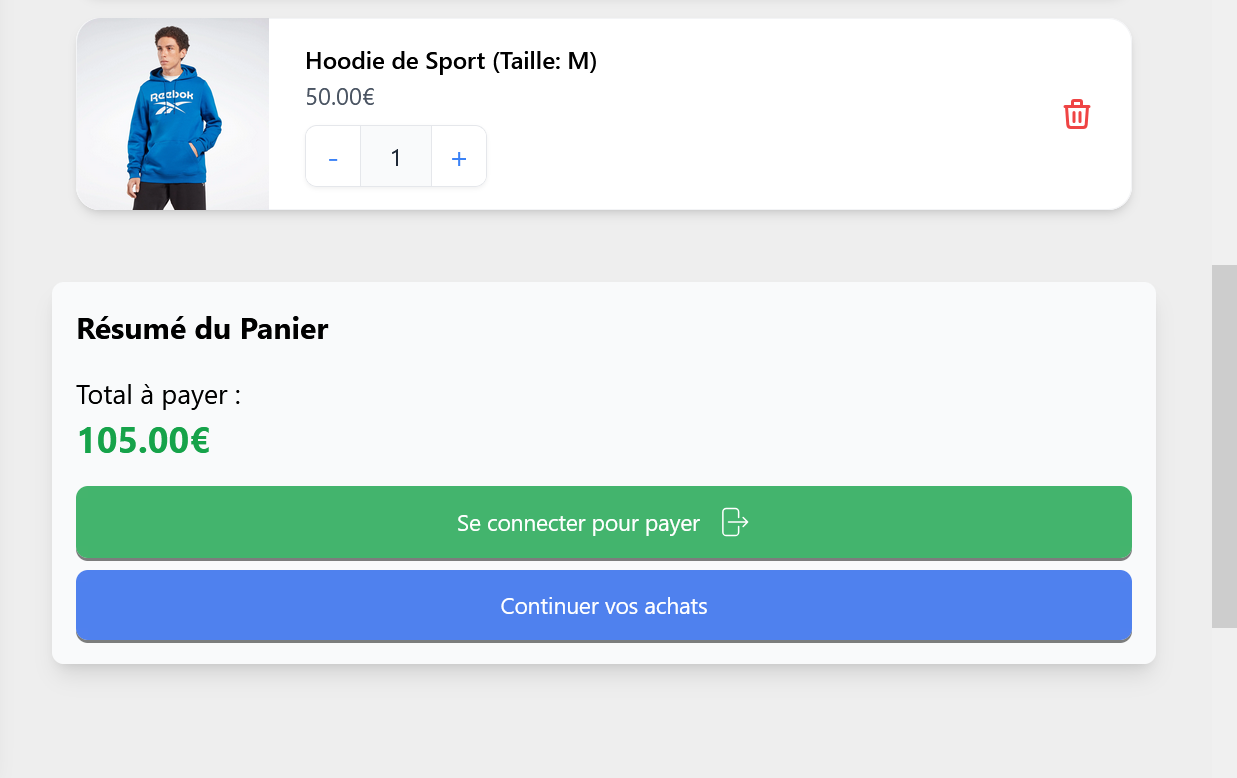 Hoodie de Sport (Taille: M)
50.00€
Reebok
- 1 +
Résumé du Panier
Total à payer :
105.00€
Se connecter pour payer
Continuer vos achats